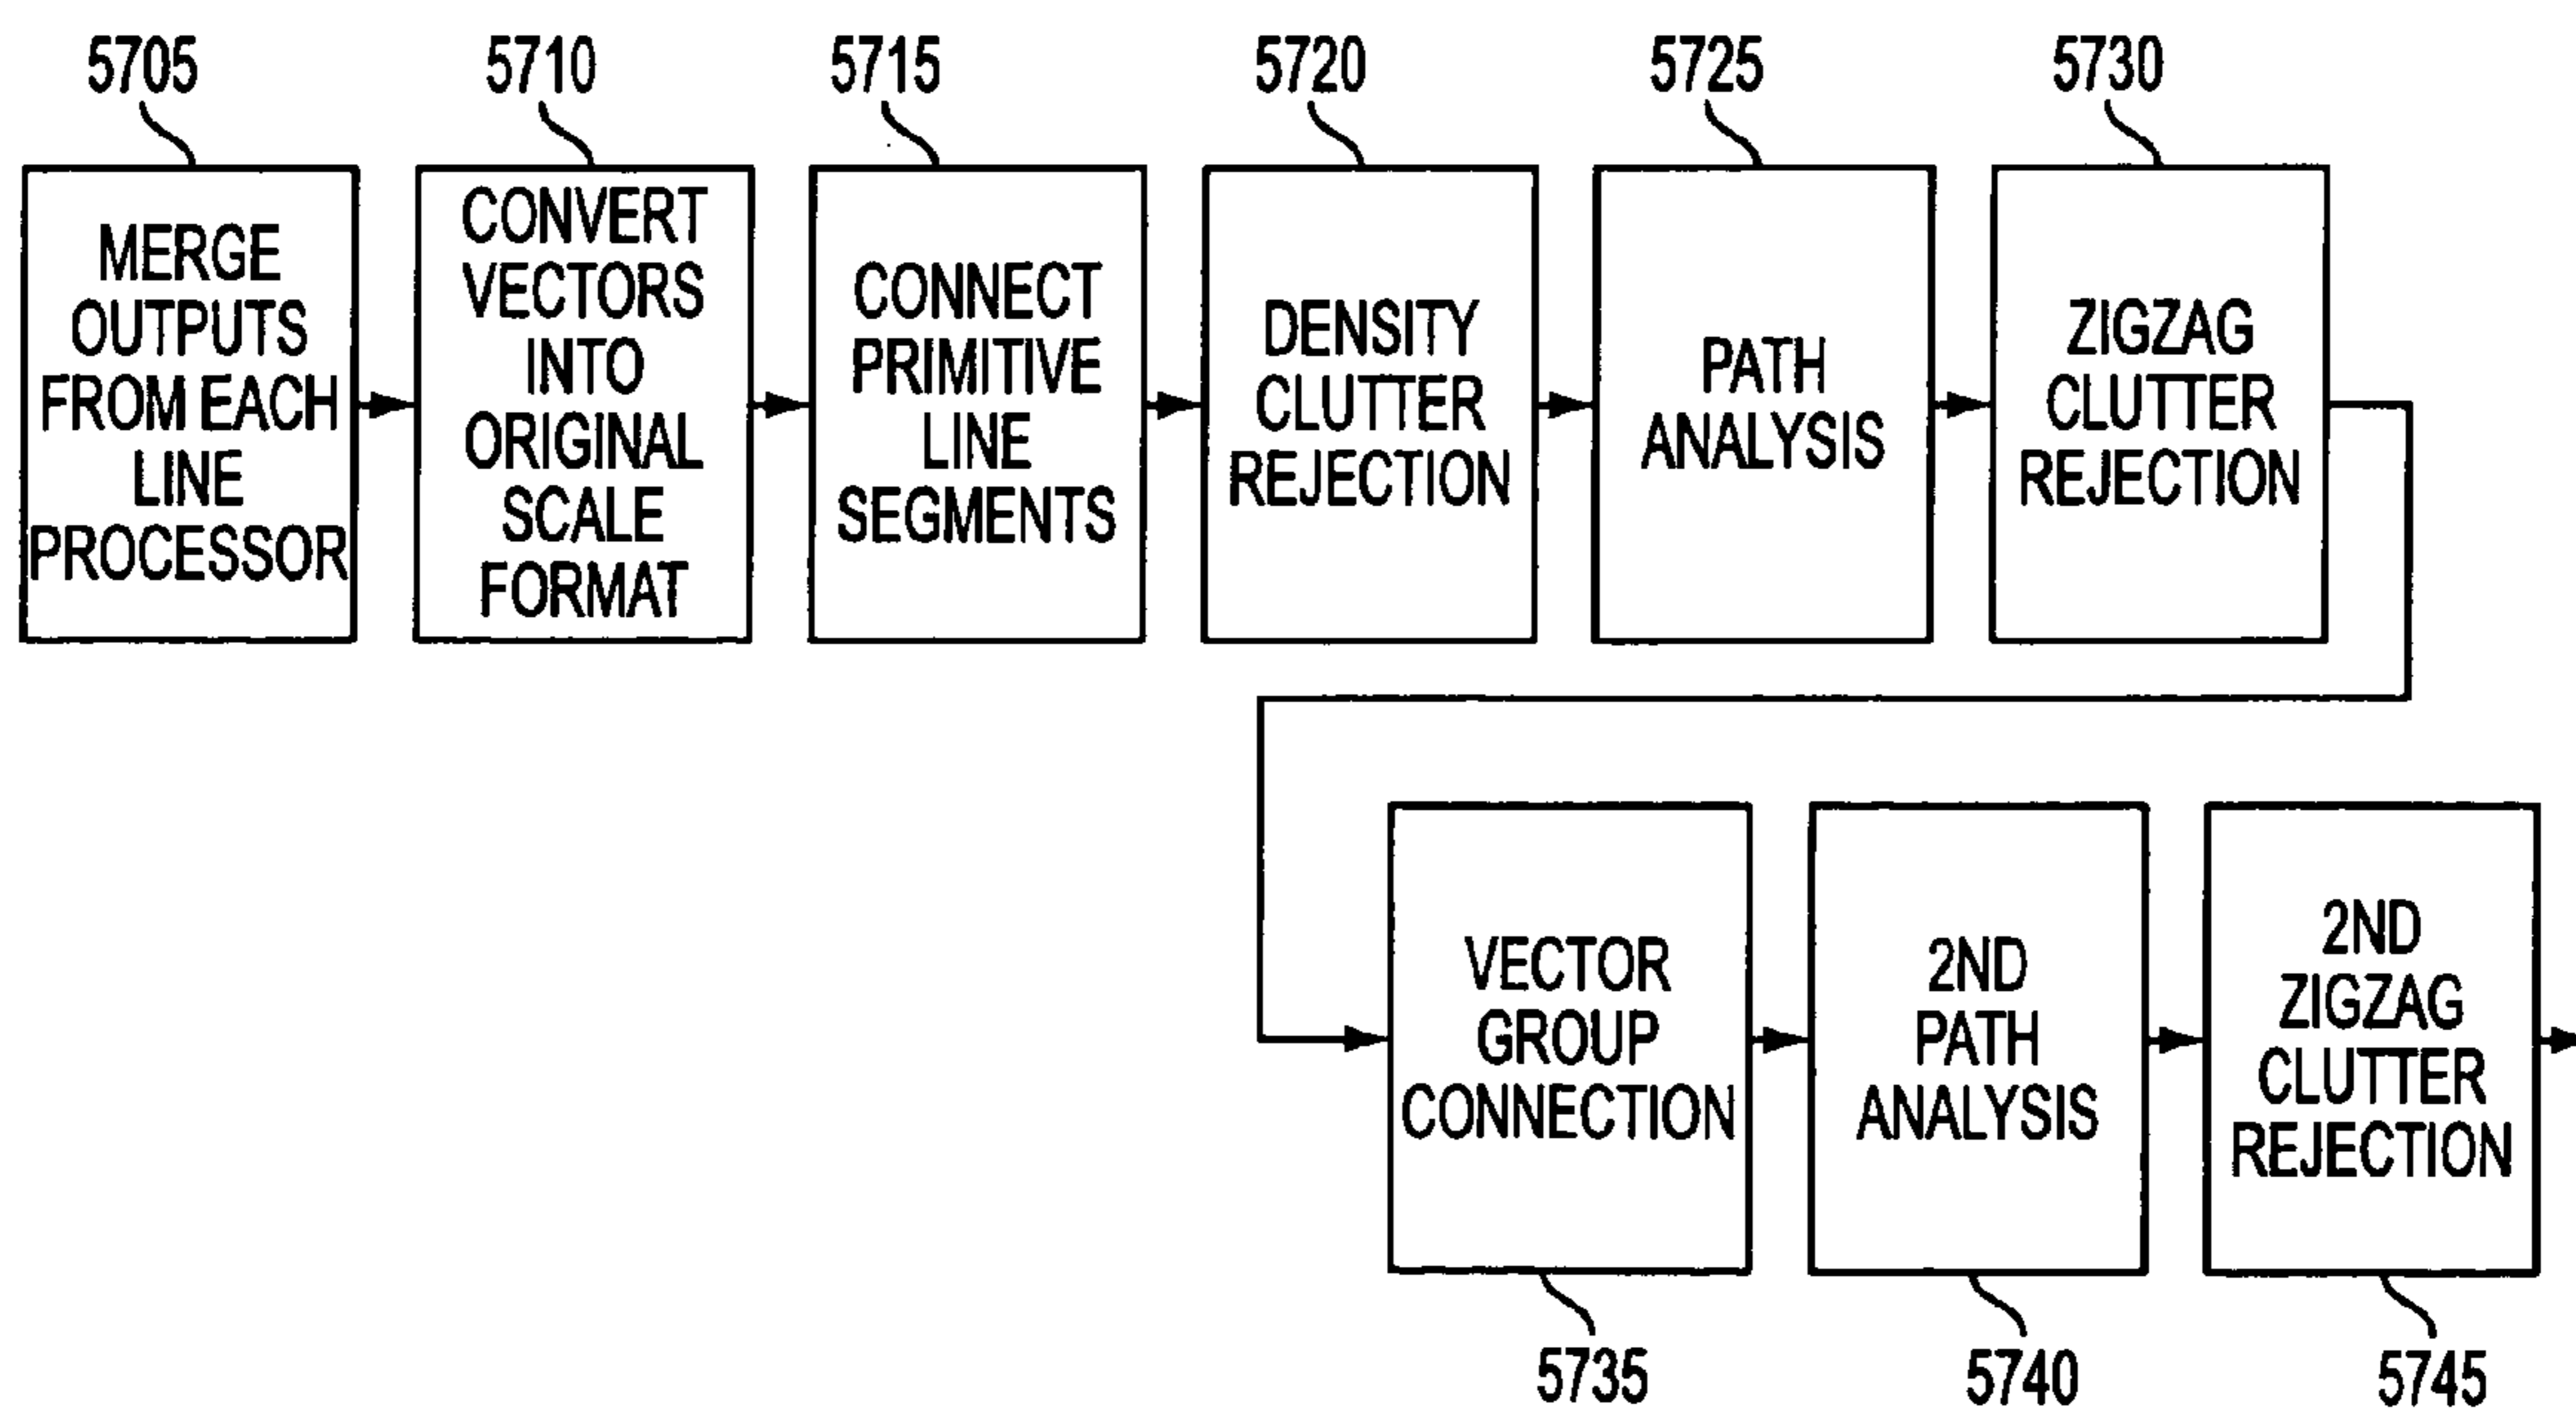 5705
5710
5715
5720
5725
5730
MERGE
OUTPUTS
FROM EACH
LINE
PROCESSOR
CONVERT
VECTORS
INTO
ORIGINAL
SCALE
FORMAT
CONNECT
PRIMITIVE
LINE
SEGMENTS
DENSITY
CLUTTER
REJECTION
PATH
ANALYSIS
ZIGZAG
CLUTTER
REJECTION
VECTOR
GROUP
CONNECTION
2ND
PATH
ANALYSIS
2ND
ZIGZAG
CLUTTER
REJECTION
5735
5740
5745